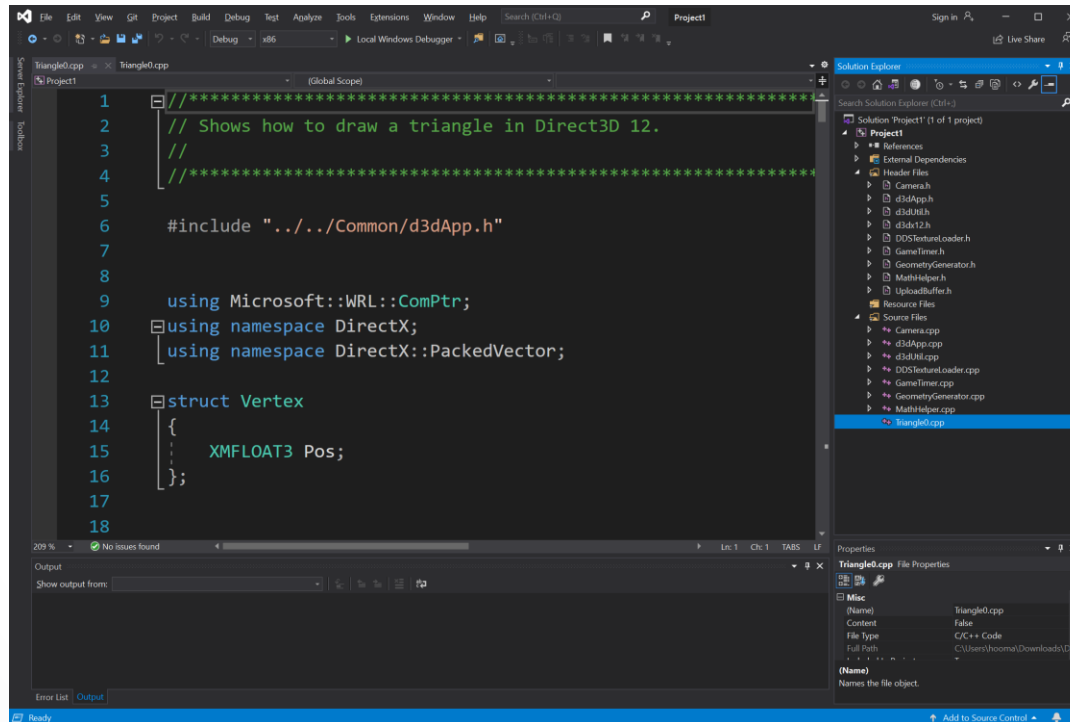 File Edit View Git Project Build Debug Test Analyze Tools Extensions Window Help Search (Ctrl+Q) Project1 Sign in
Debug x86 Local Windows Debugger Live Share
Server Explorer
Toolbox
Triangle0.cpp Triangle0.cpp
Project1 (Global Scope)
1 //************************************************************
2 // Shows how to draw a triangle in Direct3D 12.
3 //
4 //************************************************************
5
6 #include "../../Common/d3dApp.h"
7
8
9 using Microsoft::WRL::ComPtr;
10 using namespace DirectX;
11 using namespace DirectX::PackedVector;
12
13 struct Vertex
14 {
15 XMFLOAT3 Pos;
16 };
17
18
209 % No issues found Ln: 1 Ch: 1 TABS LF
Output
Show output from:
Error List Output
Solution Explorer
Search Solution Explorer (Ctrl+;)
Solution 'Project1' (1 of 1 project)
Project1
References
External Dependencies
Header Files
Camera.h
d3dApp.h
d3dUtil.h
d3dx12.h
DDSTextureLoader.h
GameTimer.h
GeometryGenerator.h
MathHelper.h
UploadBuffer.h
Resource Files
Source Files
Camera.cpp
d3dApp.cpp
d3dUtil.cpp
DDSTextureLoader.cpp
GameTimer.cpp
GeometryGenerator.cpp
MathHelper.cpp
Triangle0.cpp
Properties
Triangle0.cpp File Properties
Misc
(Name) Triangle0.cpp
Content False
File Type C/C++ Code
Full Path C:\Users\hooma\Downloads\D
(Name)
Names the file object.
Ready Add to Source Control